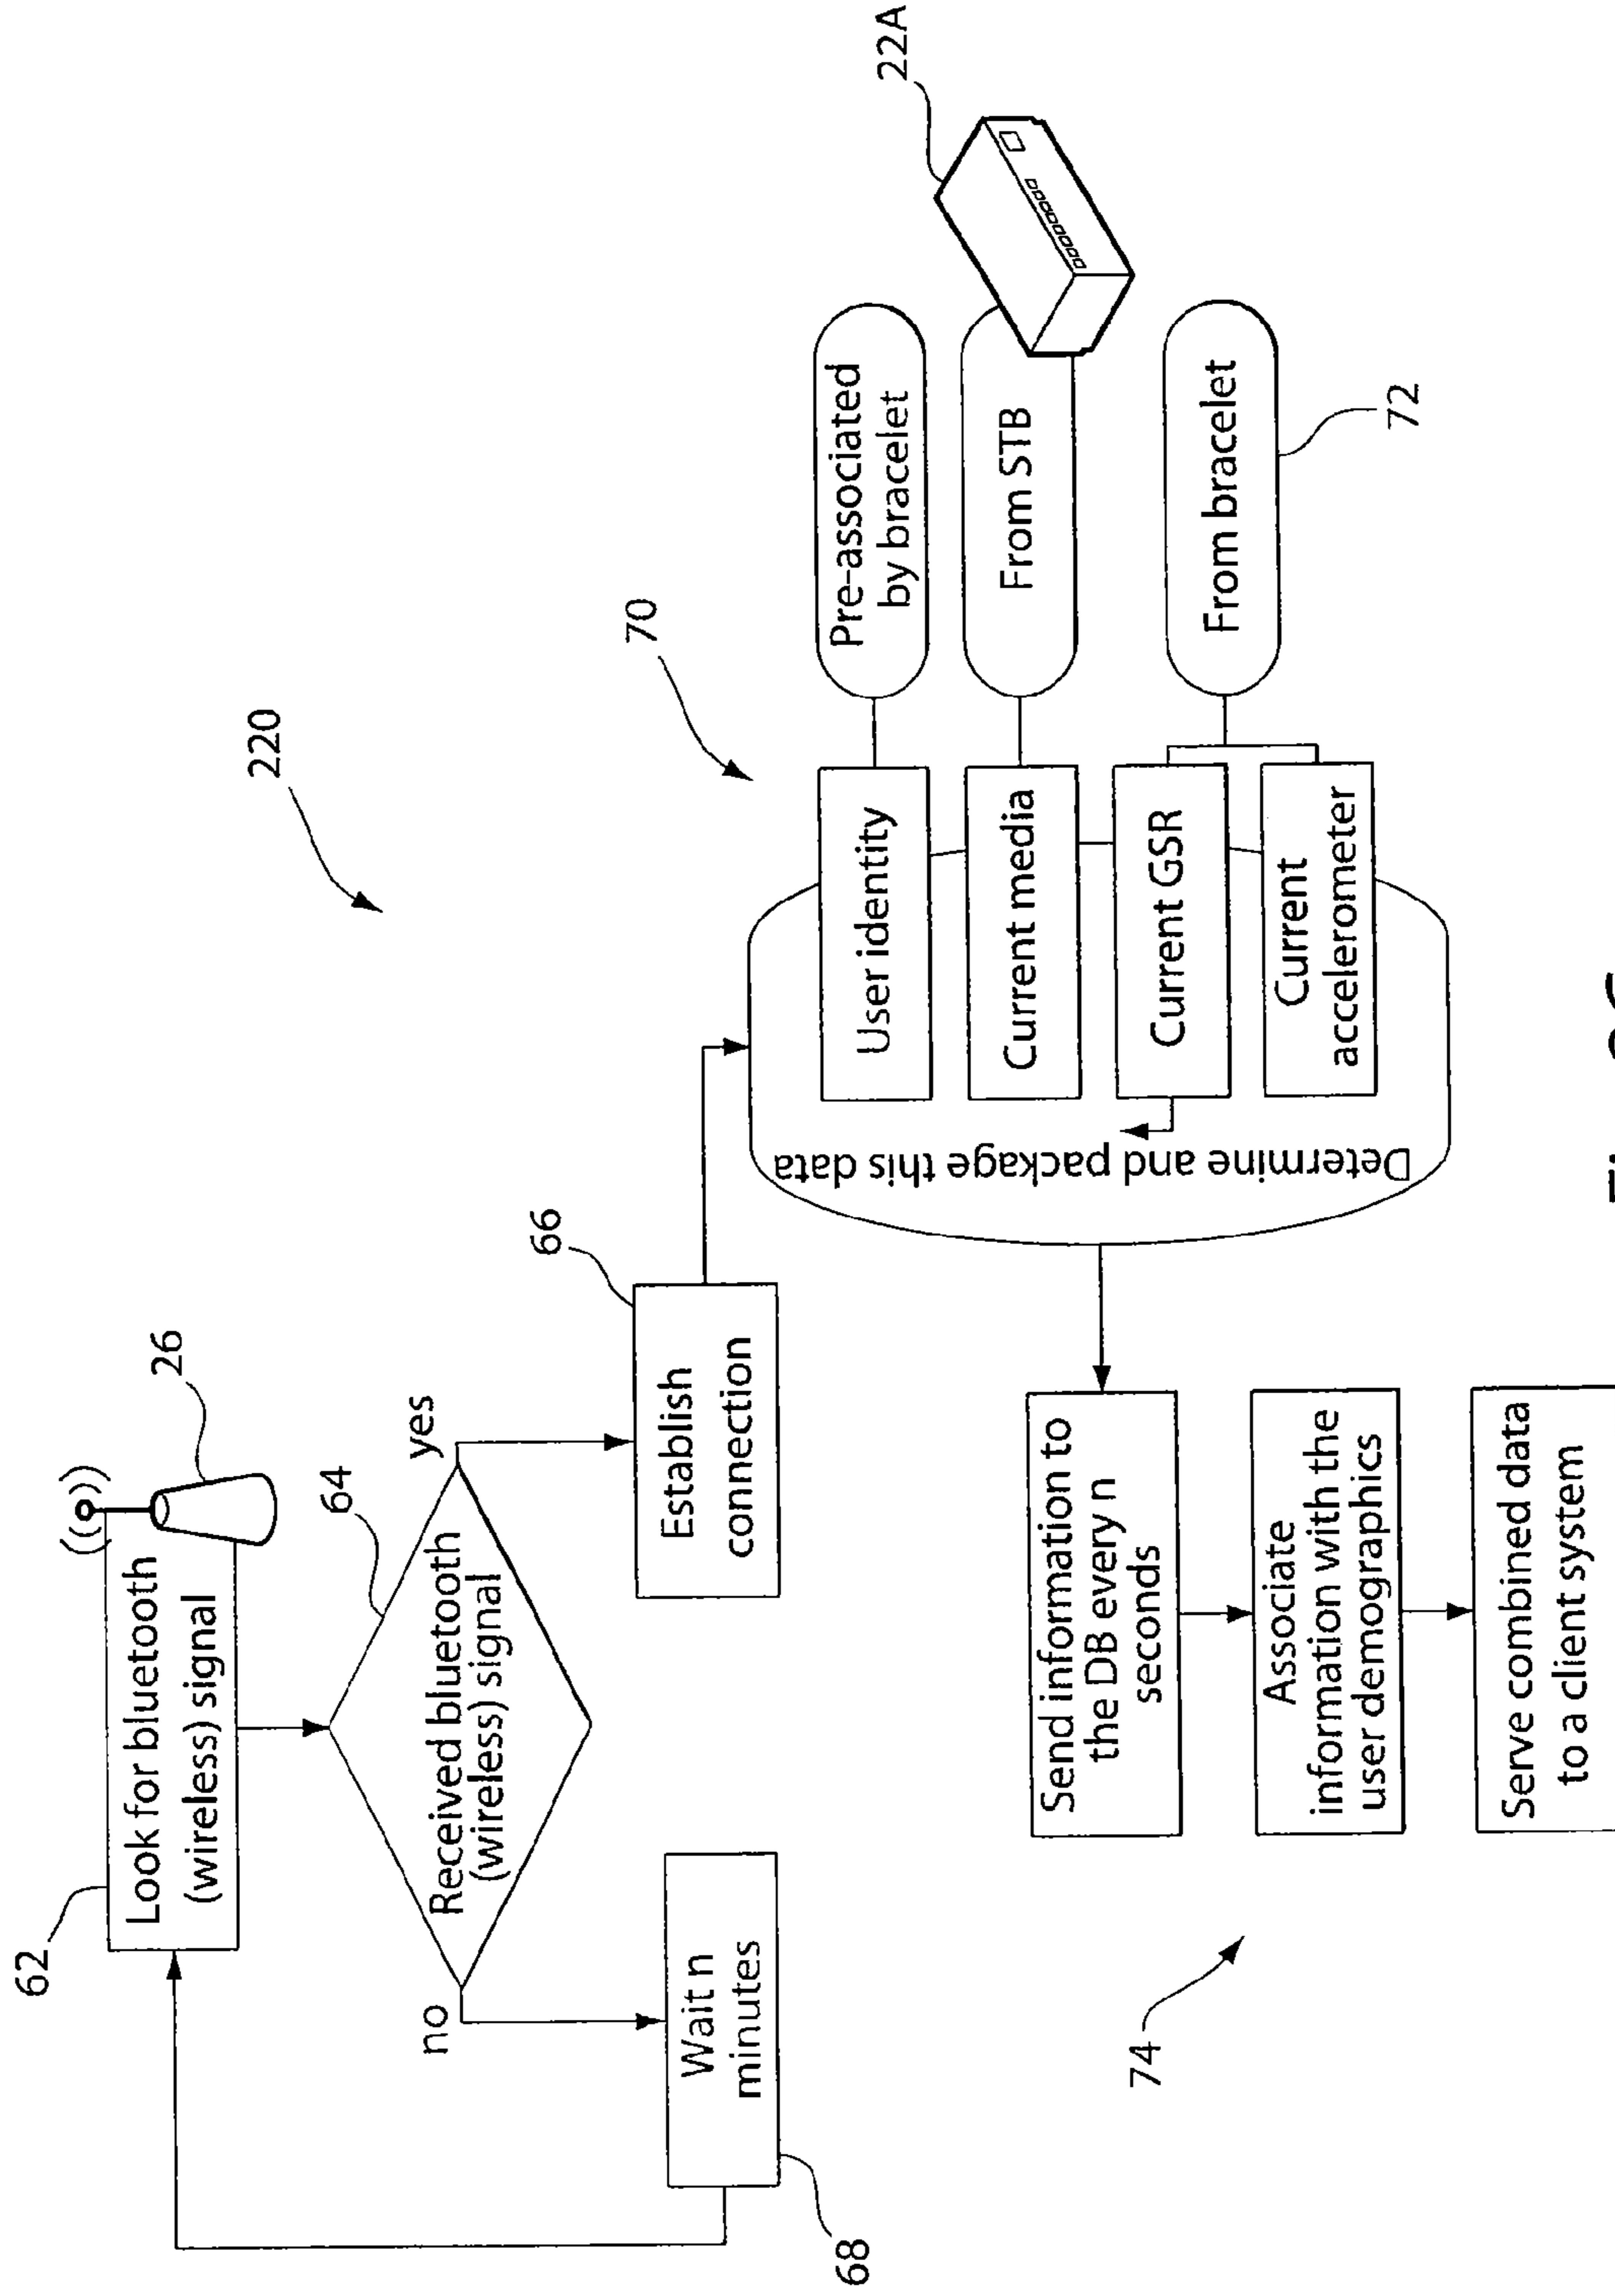 220
62
Look for bluetooth
(wireless) signal
26
64
Received bluetooth
(wireless) signal
no
yes
Wait n
minutes
68
Establish
connection
66
70
Determine and package this data
User identity
Pre-associated
by bracelet
Current media
From STB
22A
Current GSR
Current
accelerometer
From bracelet
72
74
Send information to
the DB every n
seconds
Associate
information with the
user demographics
Serve combined data
to a client system